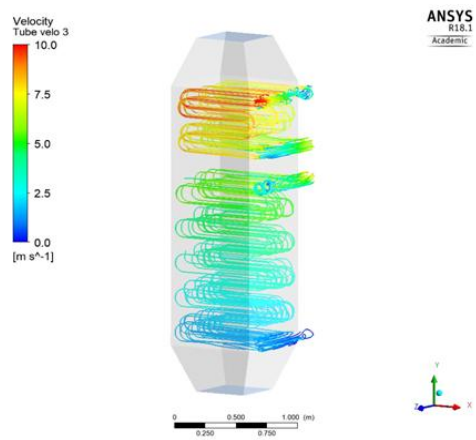 Velocity
Tube velo 3
10.0
7.5
5.0
2.5
0.0
[m s^-1]
ANSYS
R18.1
Academic
0 0.500 1.000 (m)
0.250 0.750
Y
Z X